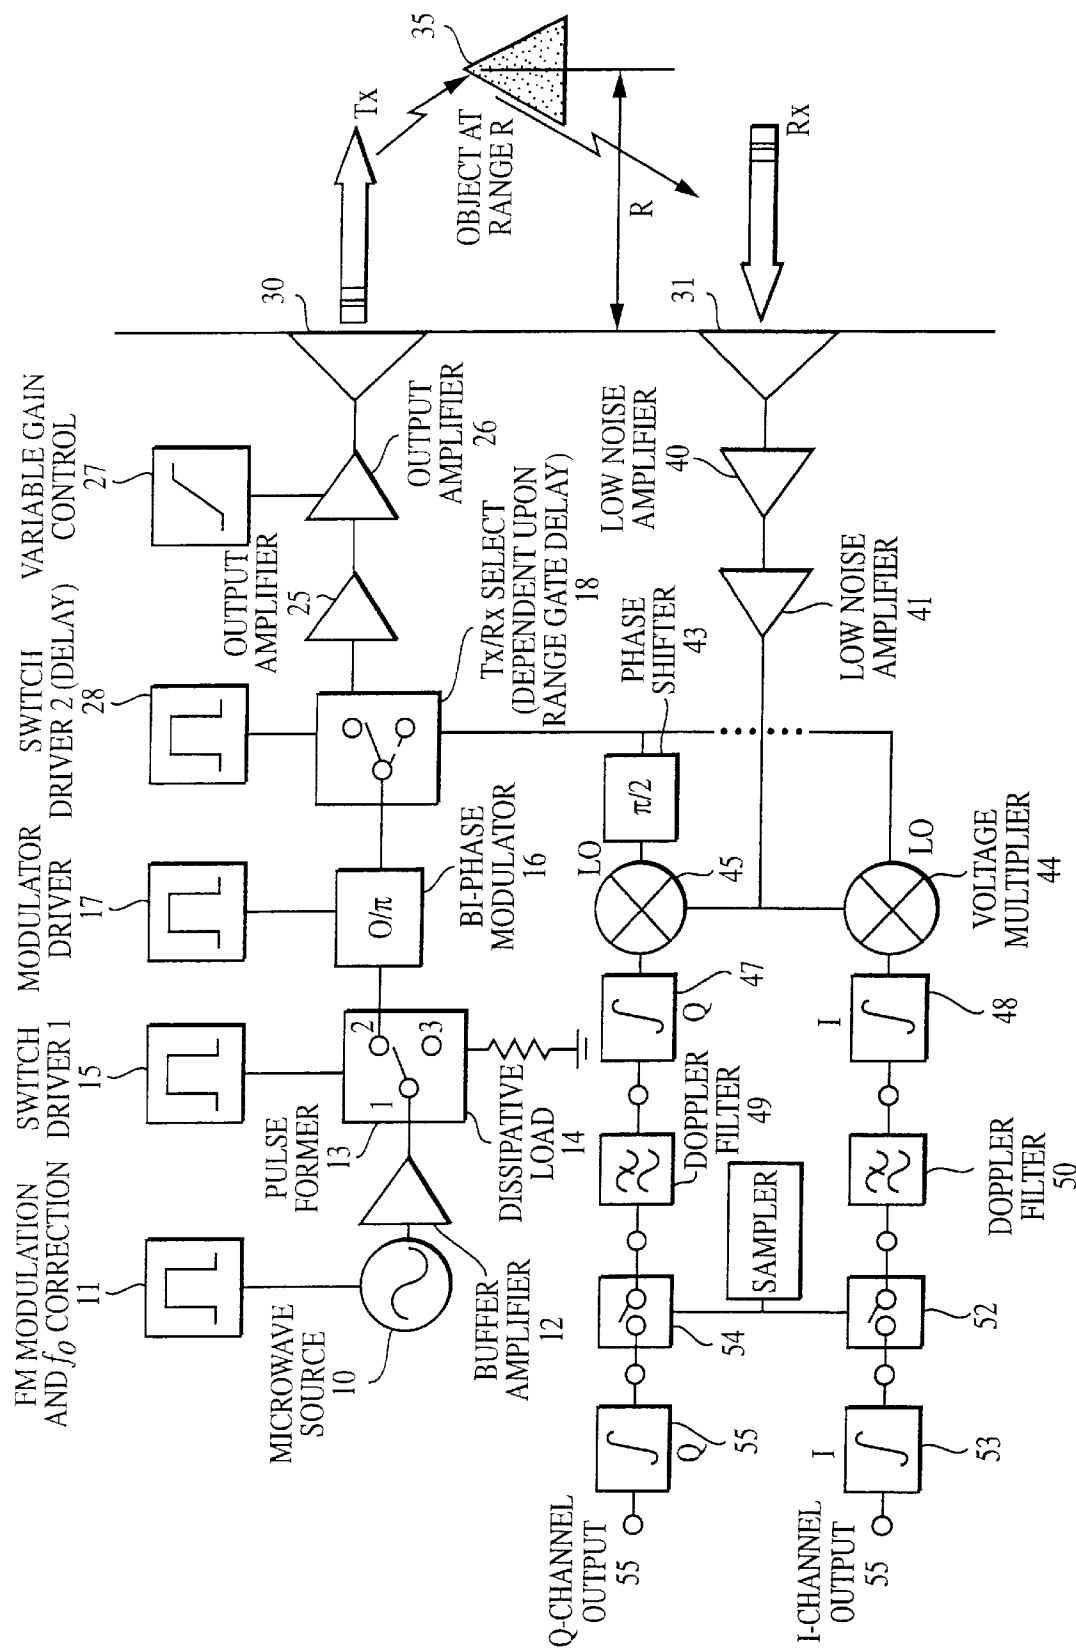 FM MODULATION
AND fo CORRECTION
11
SWITCH
DRIVER 1
15
MODULATOR
DRIVER
17
SWITCH
DRIVER 2 (DELAY)
28
VARIABLE GAIN
CONTROL
27
MICROWAVE
SOURCE
10
BUFFER
AMPLIFIER
12
PULSE
FORMER
13
1
2
3
DISSIPATIVE
LOAD
14
O/π
BI-PHASE
MODULATOR
16
Tx/Rx SELECT
(DEPENDENT UPON
RANGE GATE DELAY)
18
OUTPUT
AMPLIFIER
25
OUTPUT
AMPLIFIER
26
30
Tx
35
OBJECT AT
RANGE R
R
Rx
31
LOW NOISE
AMPLIFIER
40
LOW NOISE
AMPLIFIER
41
PHASE
SHIFTER
43
π/2
LO
45
LO
VOLTAGE
MULTIPLIER
44
47
Q
I
48
DOPPLER
FILTER
49
DOPPLER
FILTER
50
SAMPLER
54
52
55
Q
I
53
Q-CHANNEL
OUTPUT
55
I-CHANNEL
OUTPUT
55